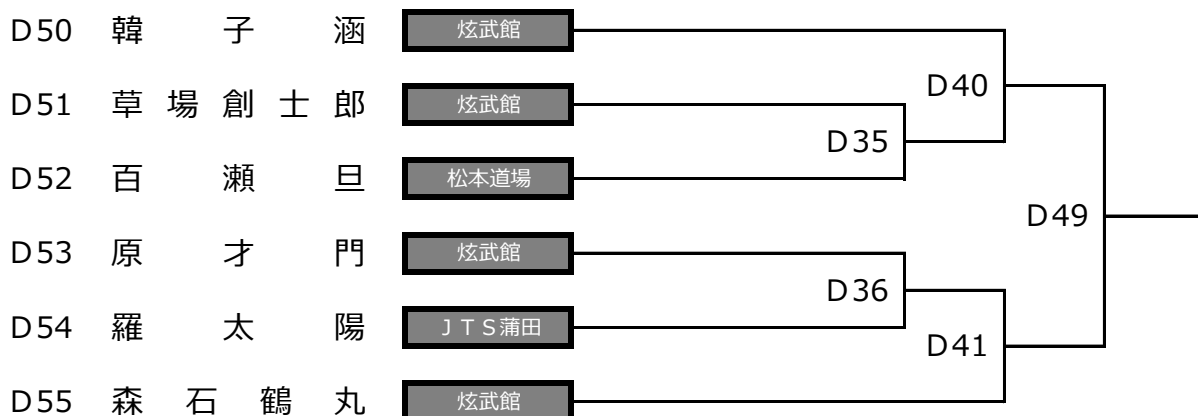 D50 韓子涵 炫武館
D40
D51 草場創士郎 炫武館
D35
D52 百瀬旦 松本道場
D49
D53 原才門 炫武館
D36
D54 羅太陽 JTS蒲田
D41
D55 森石鶴丸 炫武館